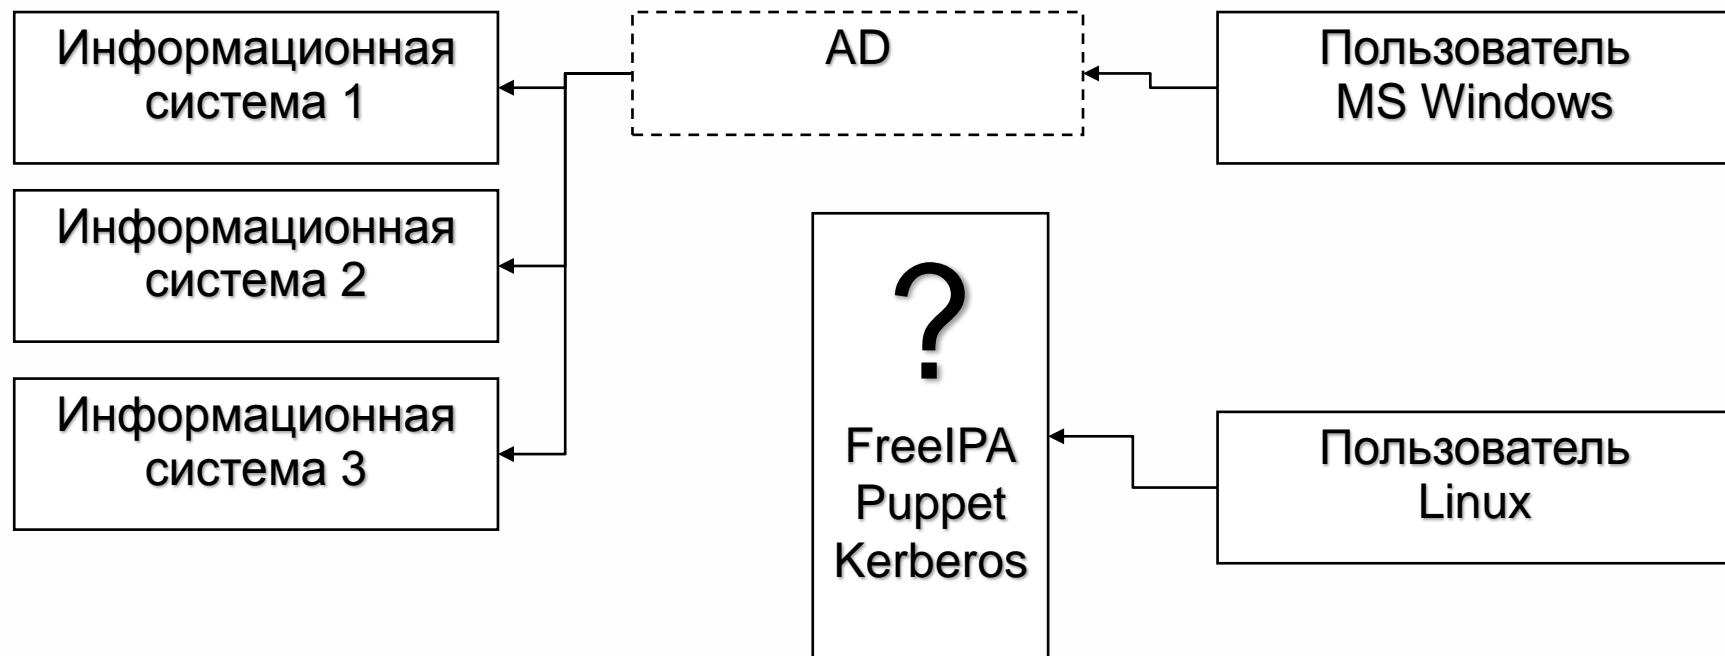 Информационная
система 1
AD
Пользователь
MS Windows
Информационная
система 2
Информационная
система 3
?
FreeIPA
Puppet
Kerberos
Пользователь
Linux